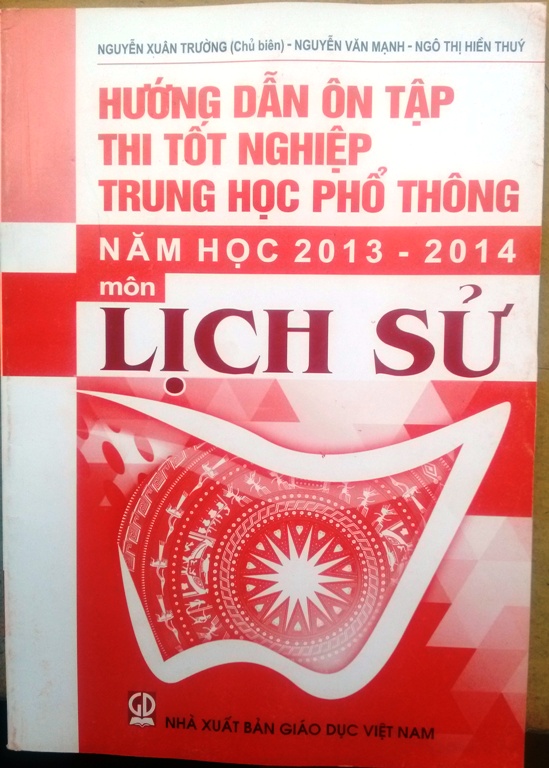 NGUYỄN XUÂN TRƯỜNG (Chủ biên) - NGUYỄN VĂN MẠNH - NGÔ THỊ HIỀN THUÝ
HƯỚNG DẪN ÔN TẬP
THI TỐT NGHIỆP
TRUNG HỌC PHỔ THÔNG
NĂM HỌC 2013 - 2014
môn
LỊCH SỬ
GD
NHÀ XUẤT BẢN GIÁO DỤC VIỆT NAM